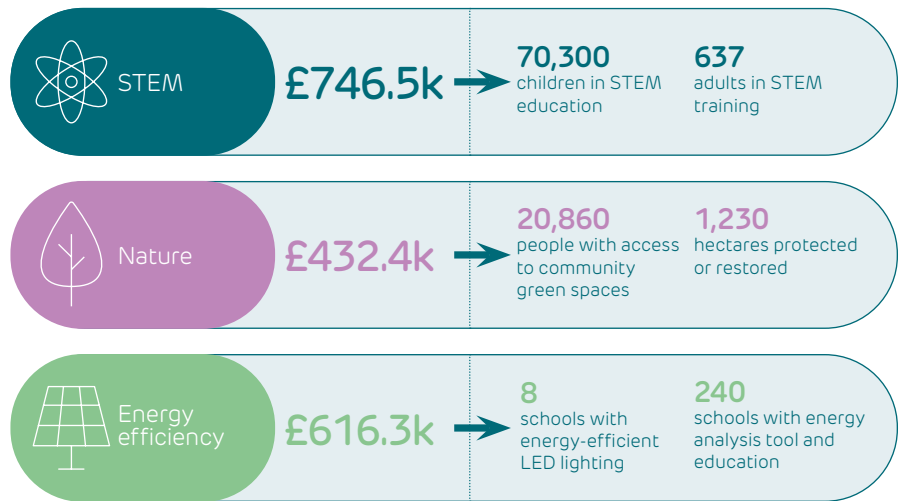 STEM
£746.5k
70,300
children in STEM
education
637
adults in STEM
training
Nature
£432.4k
20,860
people with access
to community
green spaces
1,230
hectares protected
or restored
Energy
efficiency
£616.3k
8
schools with
energy-efficient
LED lighting
240
schools with energy
analysis tool and
education